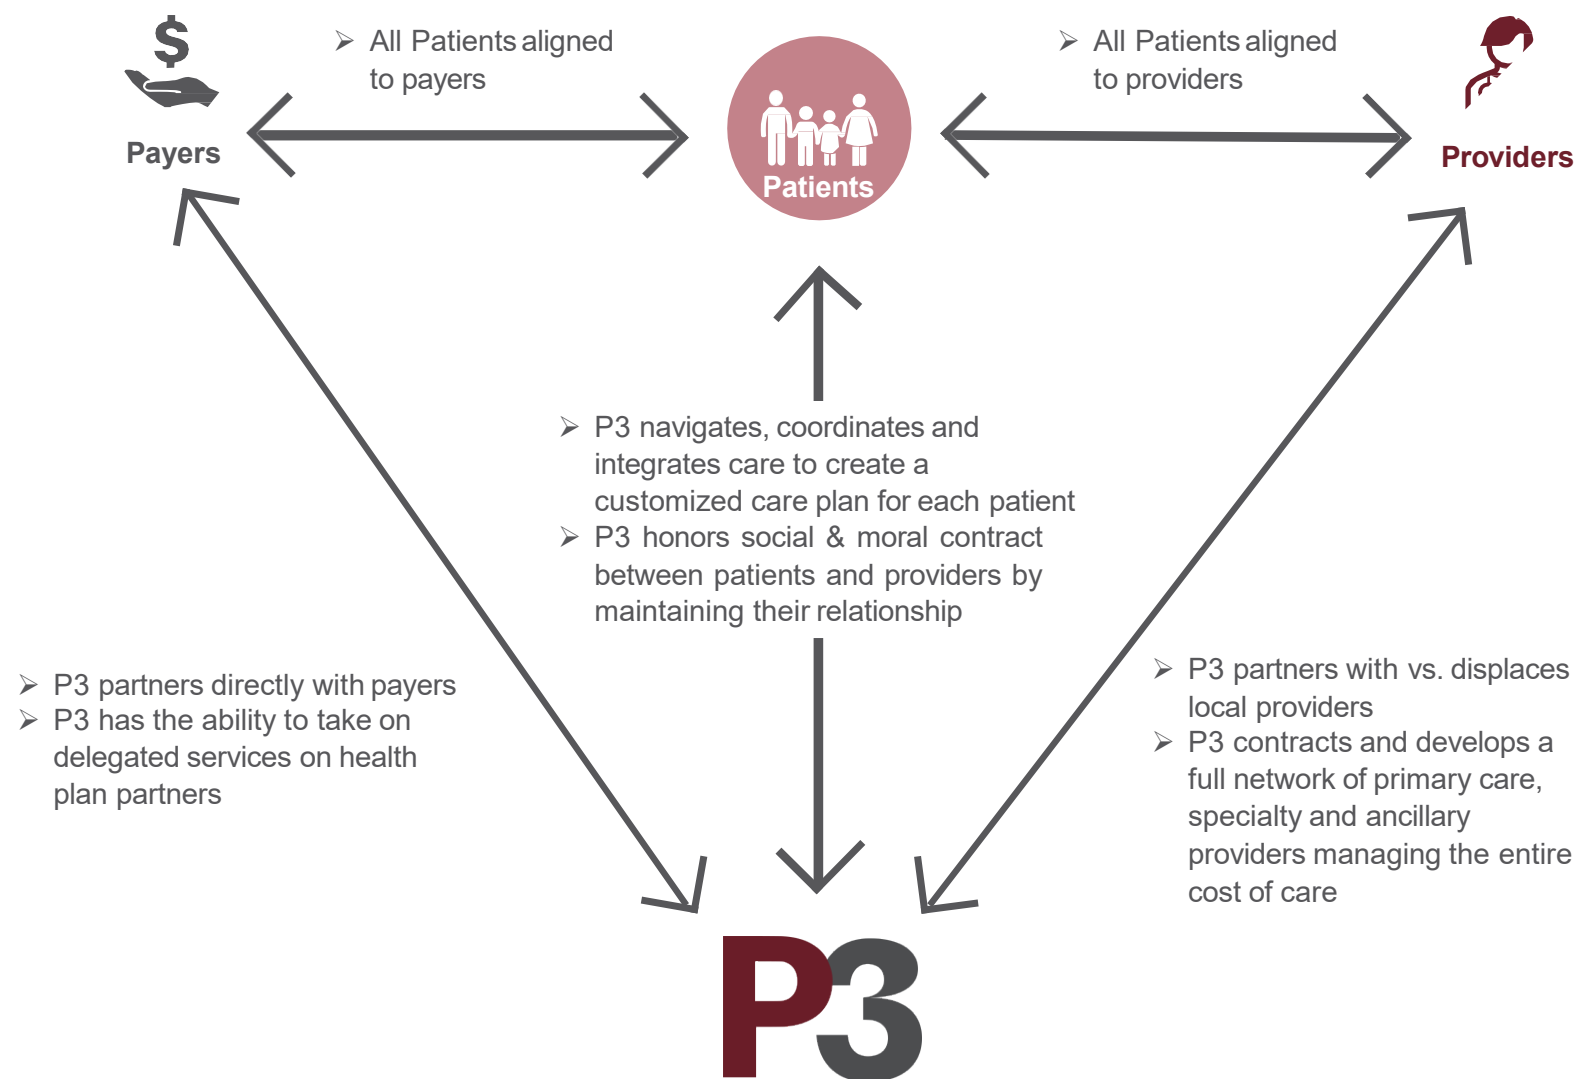 $
➢ All Patients aligned
to payers
➢ All Patients aligned
to providers
Payers
Patients
Providers
➢ P3 navigates, coordinates and
integrates care to create a
customized care plan for each patient
➢ P3 honors social & moral contract
between patients and providers by
maintaining their relationship
➢ P3 partners directly with payers
➢ P3 has the ability to take on
delegated services on health
plan partners
➢ P3 partners with vs. displaces
local providers
➢ P3 contracts and develops a
full network of primary care,
specialty and ancillary
providers managing the entire
cost of care
P3